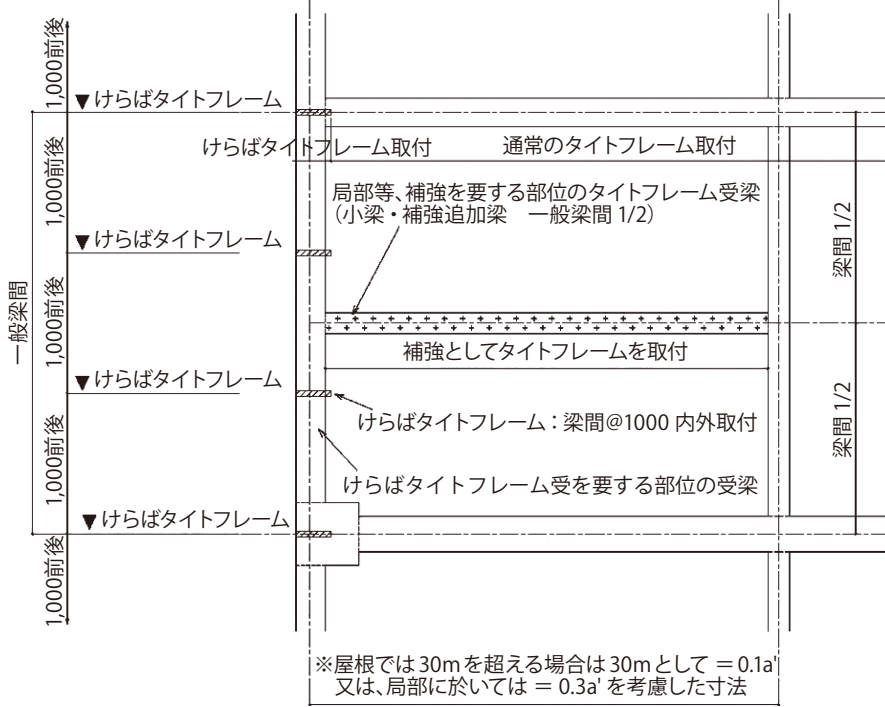 1,000前後
▼けらばタイトフレーム
けらばタイトフレーム取付
通常のタイトフレーム取付
1,000前後
局部等、補強を要する部位のタイトフレーム受梁
(小梁・補強追加梁 一般梁間 1/2)
▼けらばタイトフレーム
梁間 1/2
一般梁間
1,000前後
補強としてタイトフレームを取付
▼けらばタイトフレーム
けらばタイトフレーム:梁間@1000 内外取付
梁間 1/2
1,000前後
けらばタイトフレーム受を要する部位の受梁
▼けらばタイトフレーム
1,000前後
※屋根では 30m を超える場合は 30m として = 0.1a'
又は、局部に於いては = 0.3a' を考慮した寸法